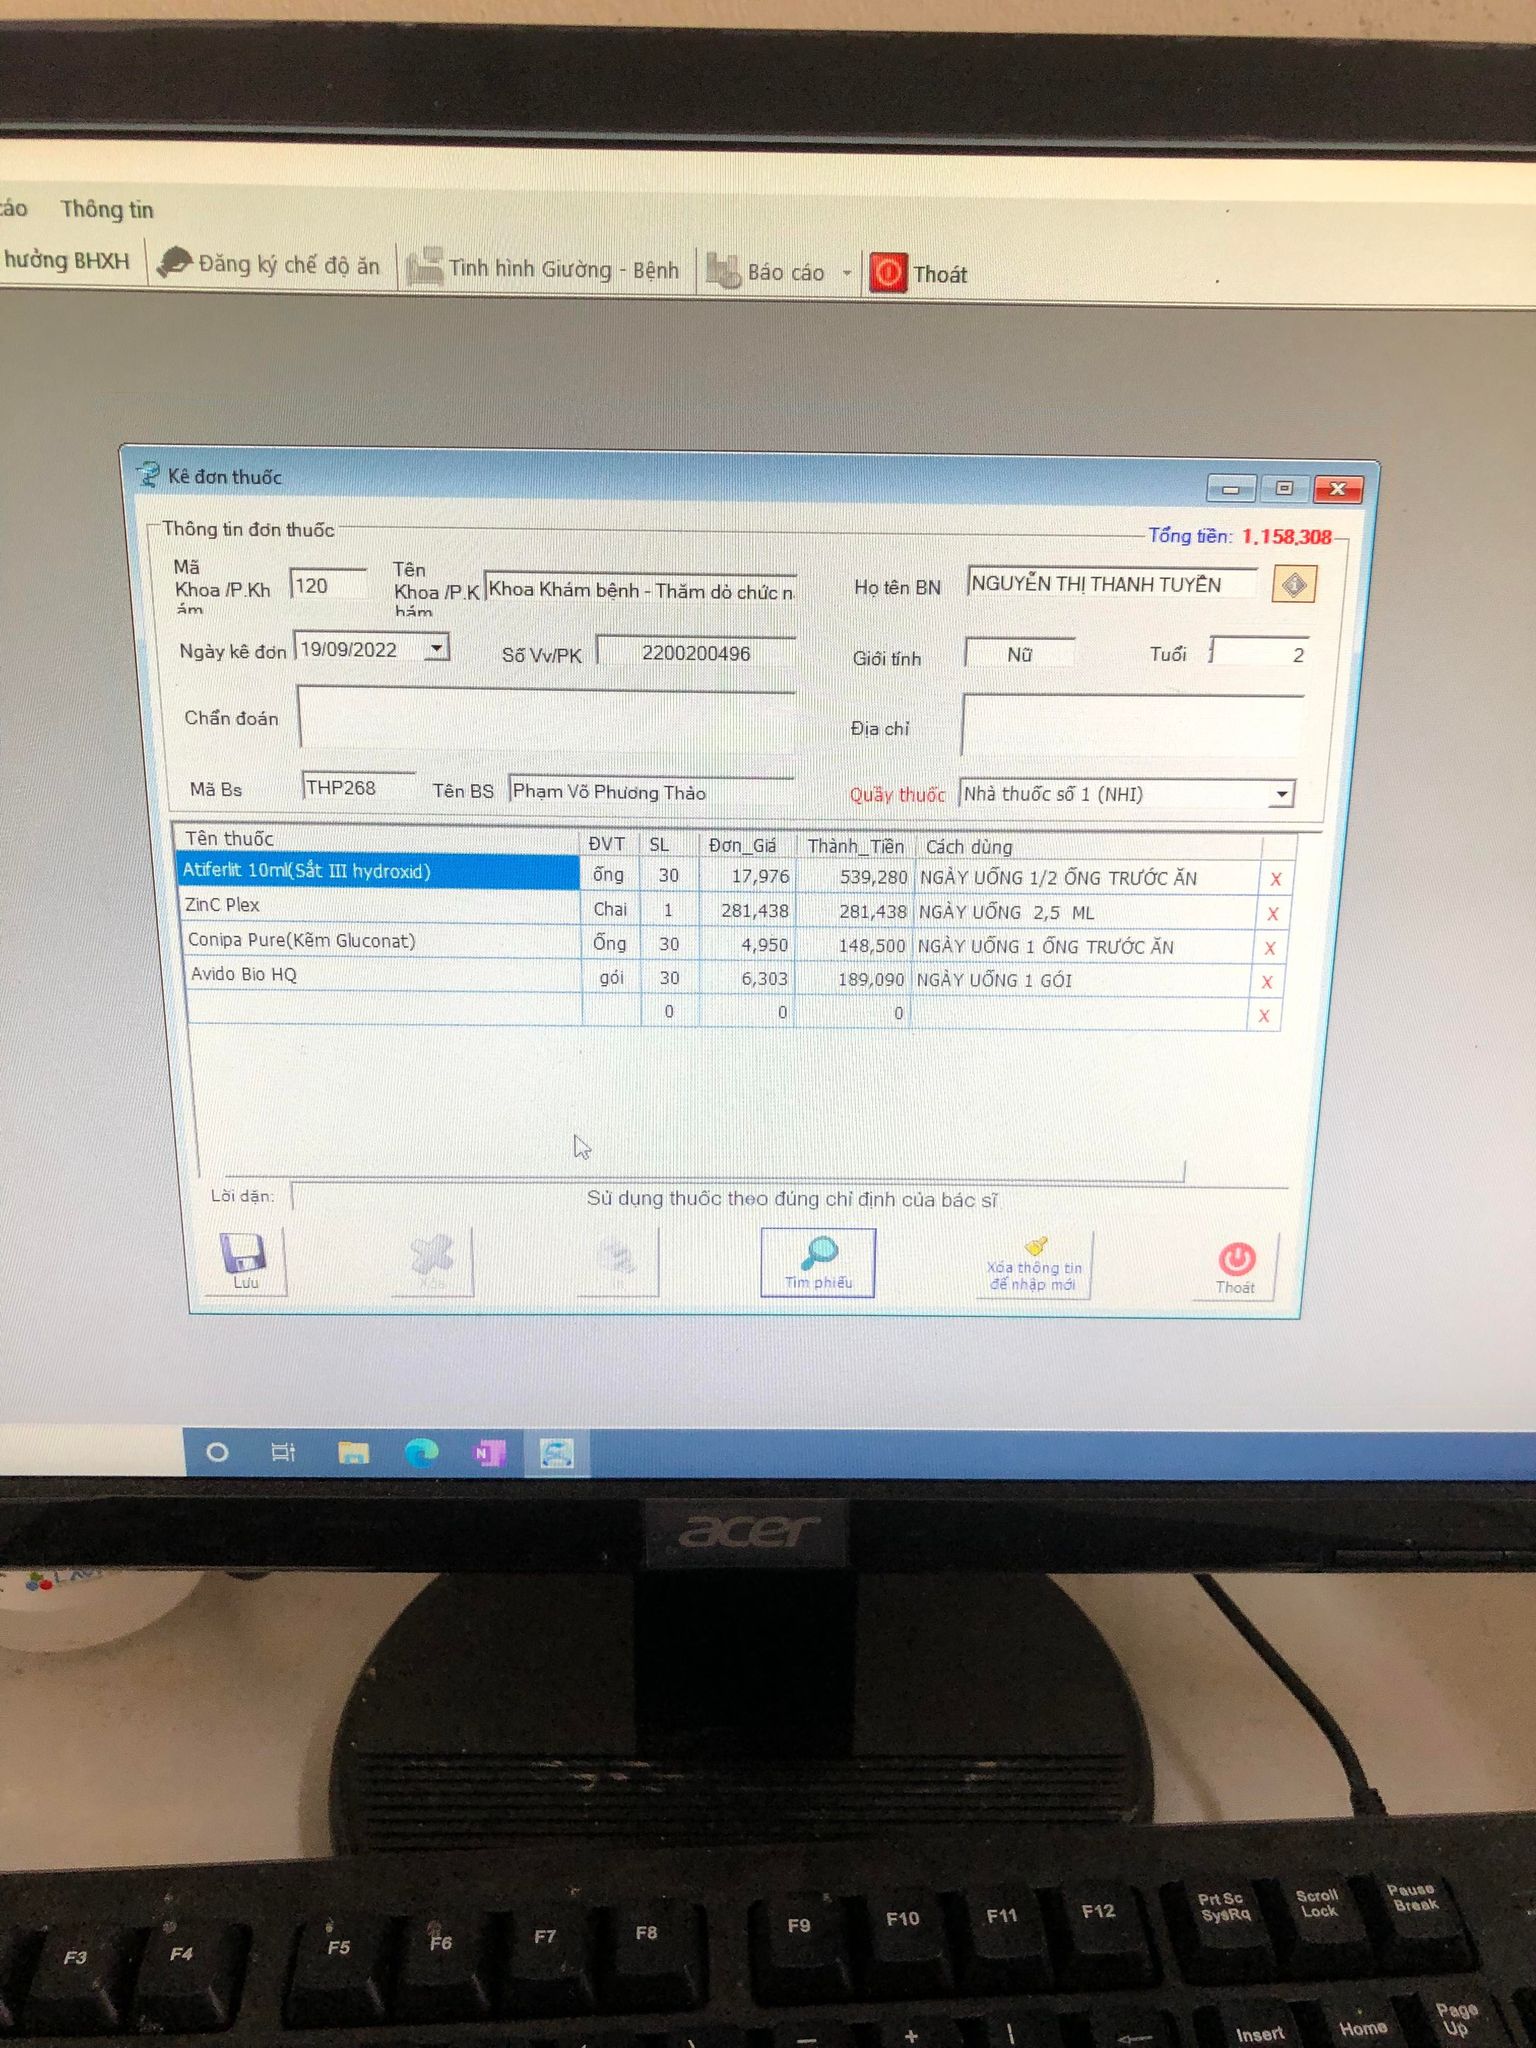 cáo Thông tin
hưởng BHXH Đăng ký chế độ ăn Tình hình Giường - Bệnh Báo cáo Thoát
Kê đơn thuốc
Thông tin đơn thuốc Tổng tiền: 1,158,308
Mã Khoa /P.Khám 120 Tên Khoa /P.Khám Khoa Khám bệnh - Thăm dò chức n Họ tên BN NGUYỄN THỊ THANH TUYỀN
Ngày kê đơn 19/09/2022 Số Vv/PK 2200200496 Giới tính Nữ Tuổi 2
Chẩn đoán Địa chỉ
Mã Bs THP268 Tên BS Phạm Võ Phương Thảo Quầy thuốc Nhà thuốc số 1 (NHI)
Tên thuốc ĐVT SL Đơn_Giá Thành_Tiền Cách dùng
Atiferlit 10ml(Sắt III hydroxid) ống 30 17,976 539,280 NGÀY UỐNG 1/2 ỐNG TRƯỚC ĂN X
ZinC Plex Chai 1 281,438 281,438 NGÀY UỐNG 2,5 ML X
Conipa Pure(Kẽm Gluconat) Ống 30 4,950 148,500 NGÀY UỐNG 1 ỐNG TRƯỚC ĂN X
Avido Bio HQ gói 30 6,303 189,090 NGÀY UỐNG 1 GÓI X
0 0 0 X
Lời dặn: Sử dụng thuốc theo đúng chỉ định của bác sĩ
Lưu Xóa In Tìm phiếu Xóa thông tin để nhập mới Thoát
acer
F3 F4 F5 F6 F7 F8 F9 F10 F11 F12 Prt Sc SysRq Scroll Lock Pause Break
Insert Home Page Up